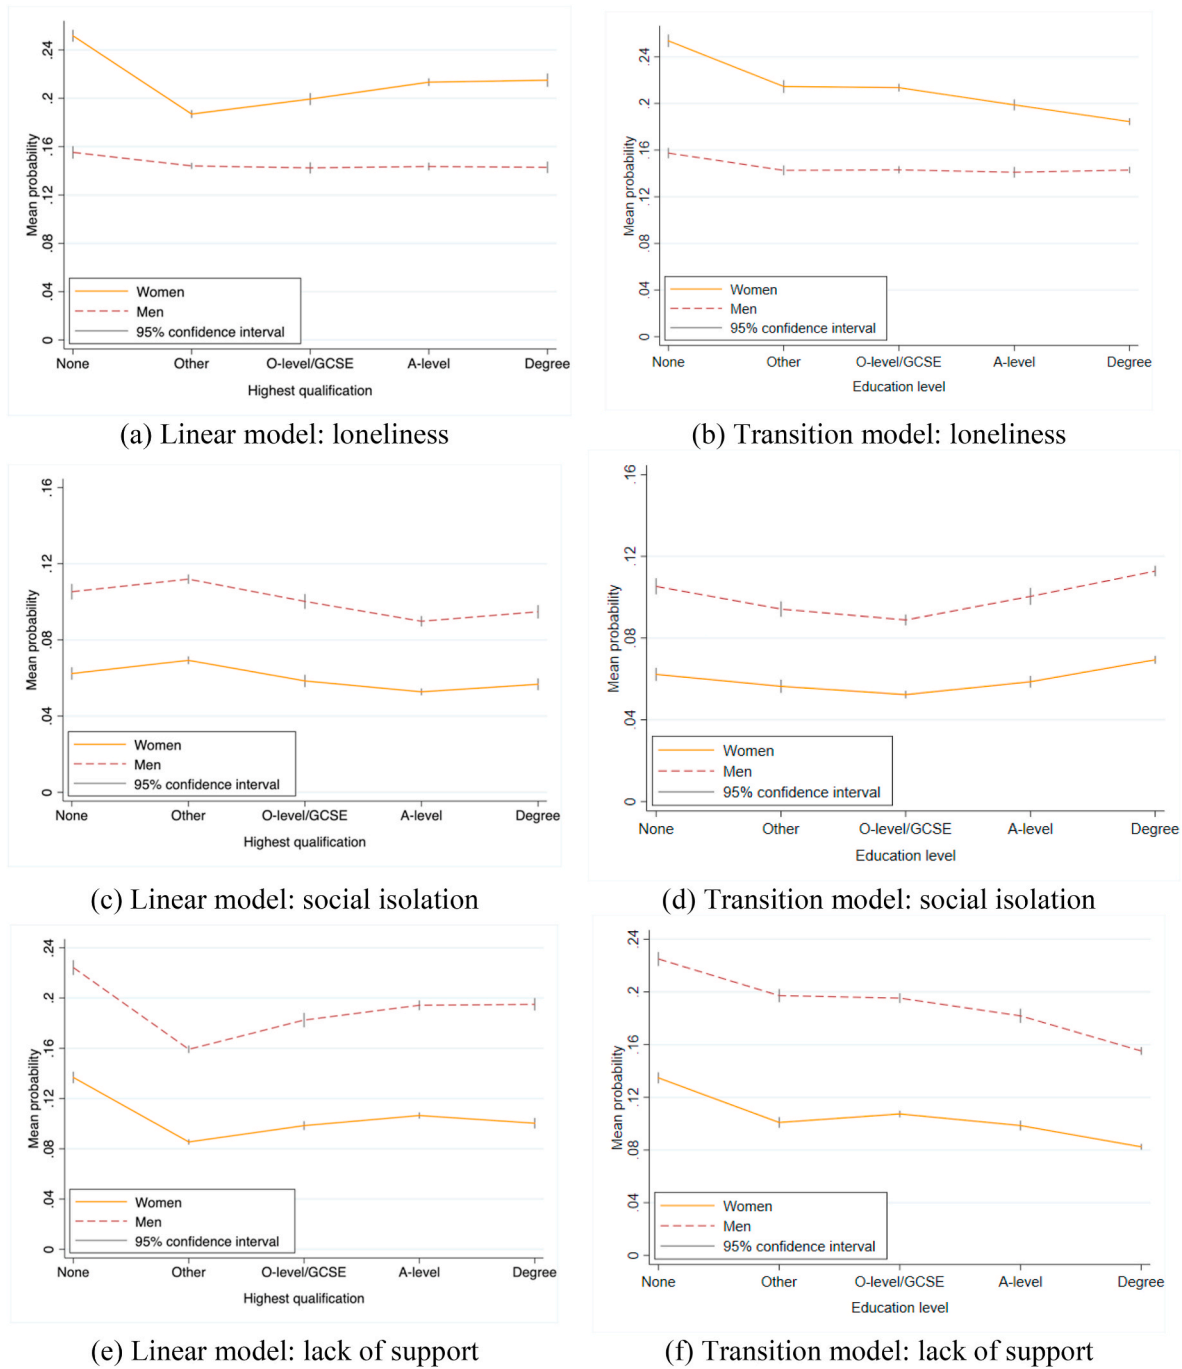 .24
.2
.16
.12
.08
.04
0
Mean probability
Women
Men
95% confidence interval
None Other O-level/GCSE A-level Degree
Highest qualification
(a) Linear model: loneliness
.24
.2
.16
.12
.08
.04
0
Mean probability
Women
Men
95% confidence interval
None Other O-level/GCSE A-level Degree
Education level
(b) Transition model: loneliness
.16
.12
.08
.04
0
Mean probability
Women
Men
95% confidence interval
None Other O-level/GCSE A-level Degree
Highest qualification
(c) Linear model: social isolation
.16
.12
.08
.04
0
Mean probability
Women
Men
95% confidence interval
None Other O-level/GCSE A-level Degree
Education level
(d) Transition model: social isolation
.24
.2
.16
.12
.08
.04
0
Mean probability
Women
Men
95% confidence interval
None Other O-level/GCSE A-level Degree
Highest qualification
(e) Linear model: lack of support
.24
.2
.16
.12
.08
.04
0
Mean probability
Women
Men
95% confidence interval
None Other O-level/GCSE A-level Degree
Education level
(f) Transition model: lack of support